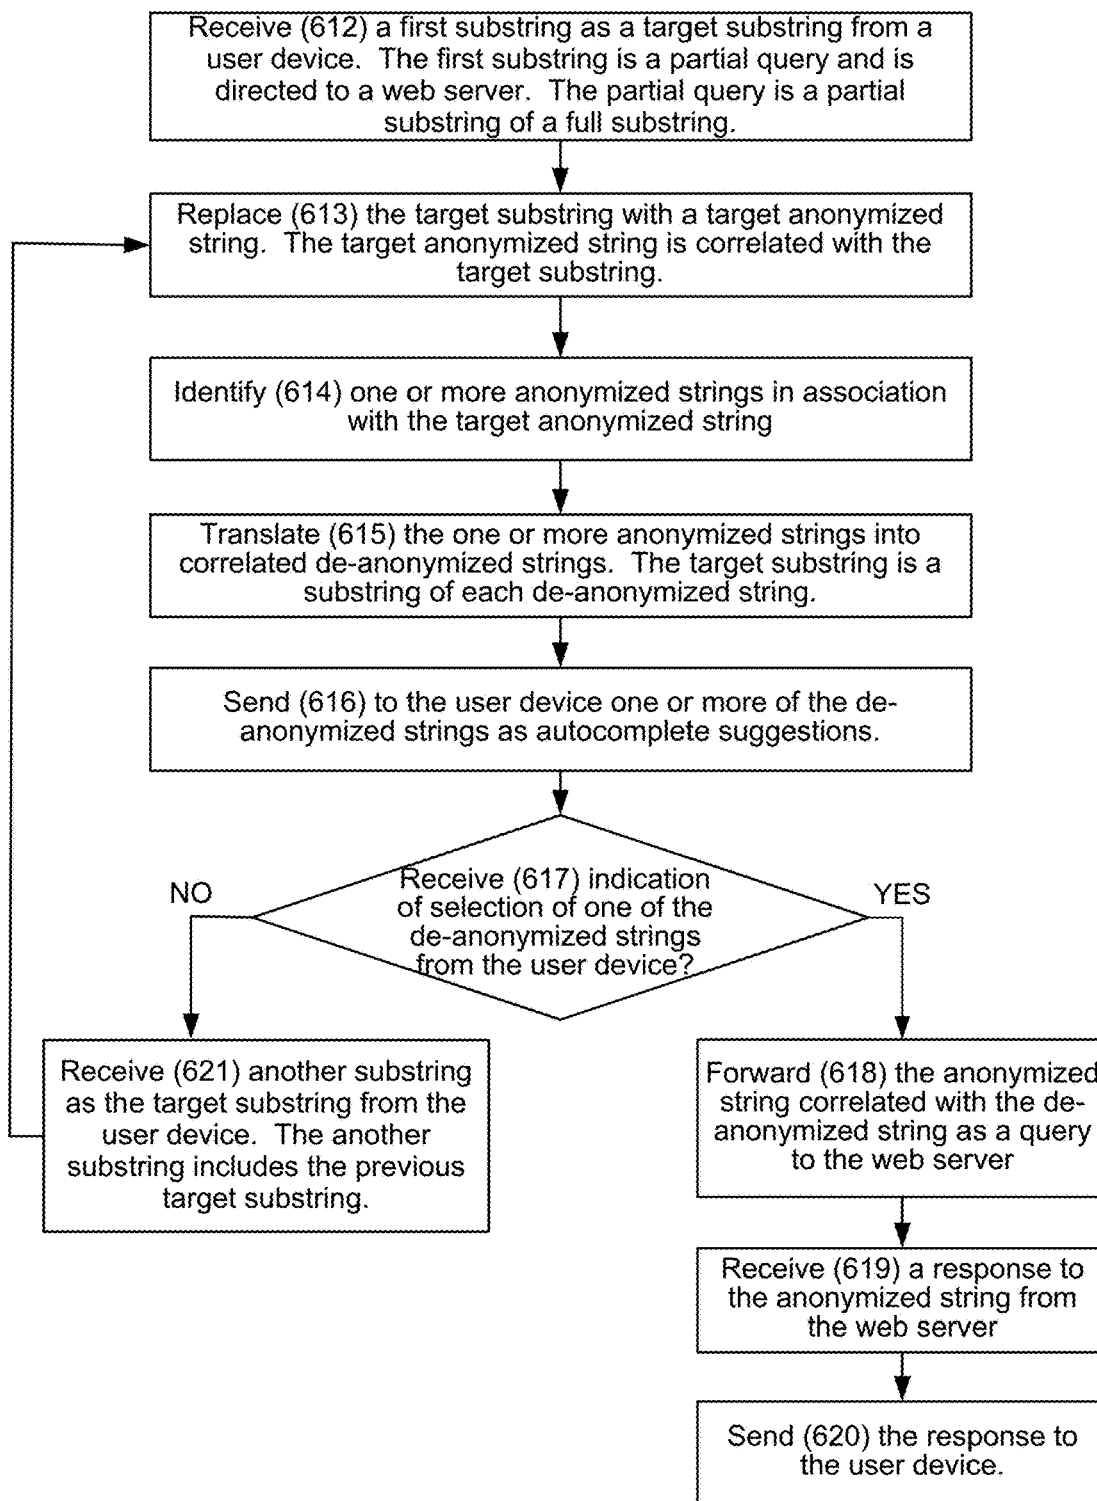 Receive (612) a first substring as a target substring from a
user device. The first substring is a partial query and is
directed to a web server. The partial query is a partial
substring of a full substring.
Replace (613) the target substring with a target anonymized
string. The target anonymized string is correlated with the
target substring.
Identify (614) one or more anonymized strings in association
with the target anonymized string
Translate (615) the one or more anonymized strings into
correlated de-anonymized strings. The target substring is a
substring of each de-anonymized string.
Send (616) to the user device one or more of the de-
anonymized strings as autocomplete suggestions.
Receive (617) indication
of selection of one of the
de-anonymized strings
from the user device?
NO
YES
Receive (621) another substring
as the target substring from the
user device. The another
substring includes the previous
target substring.
Forward (618) the anonymized
string correlated with the de-
anonymized string as a query
to the web server
Receive (619) a response to
the anonymized string from
the web server
Send (620) the response to
the user device.